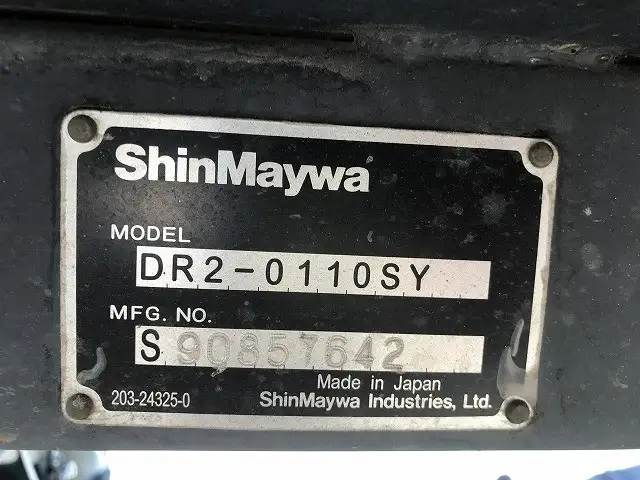 ShinMaywa
MODEL
DR2-0110SY
MFG. NO.
S 90857642
Made in Japan
203-24325-0 ShinMaywa Industries, Ltd.